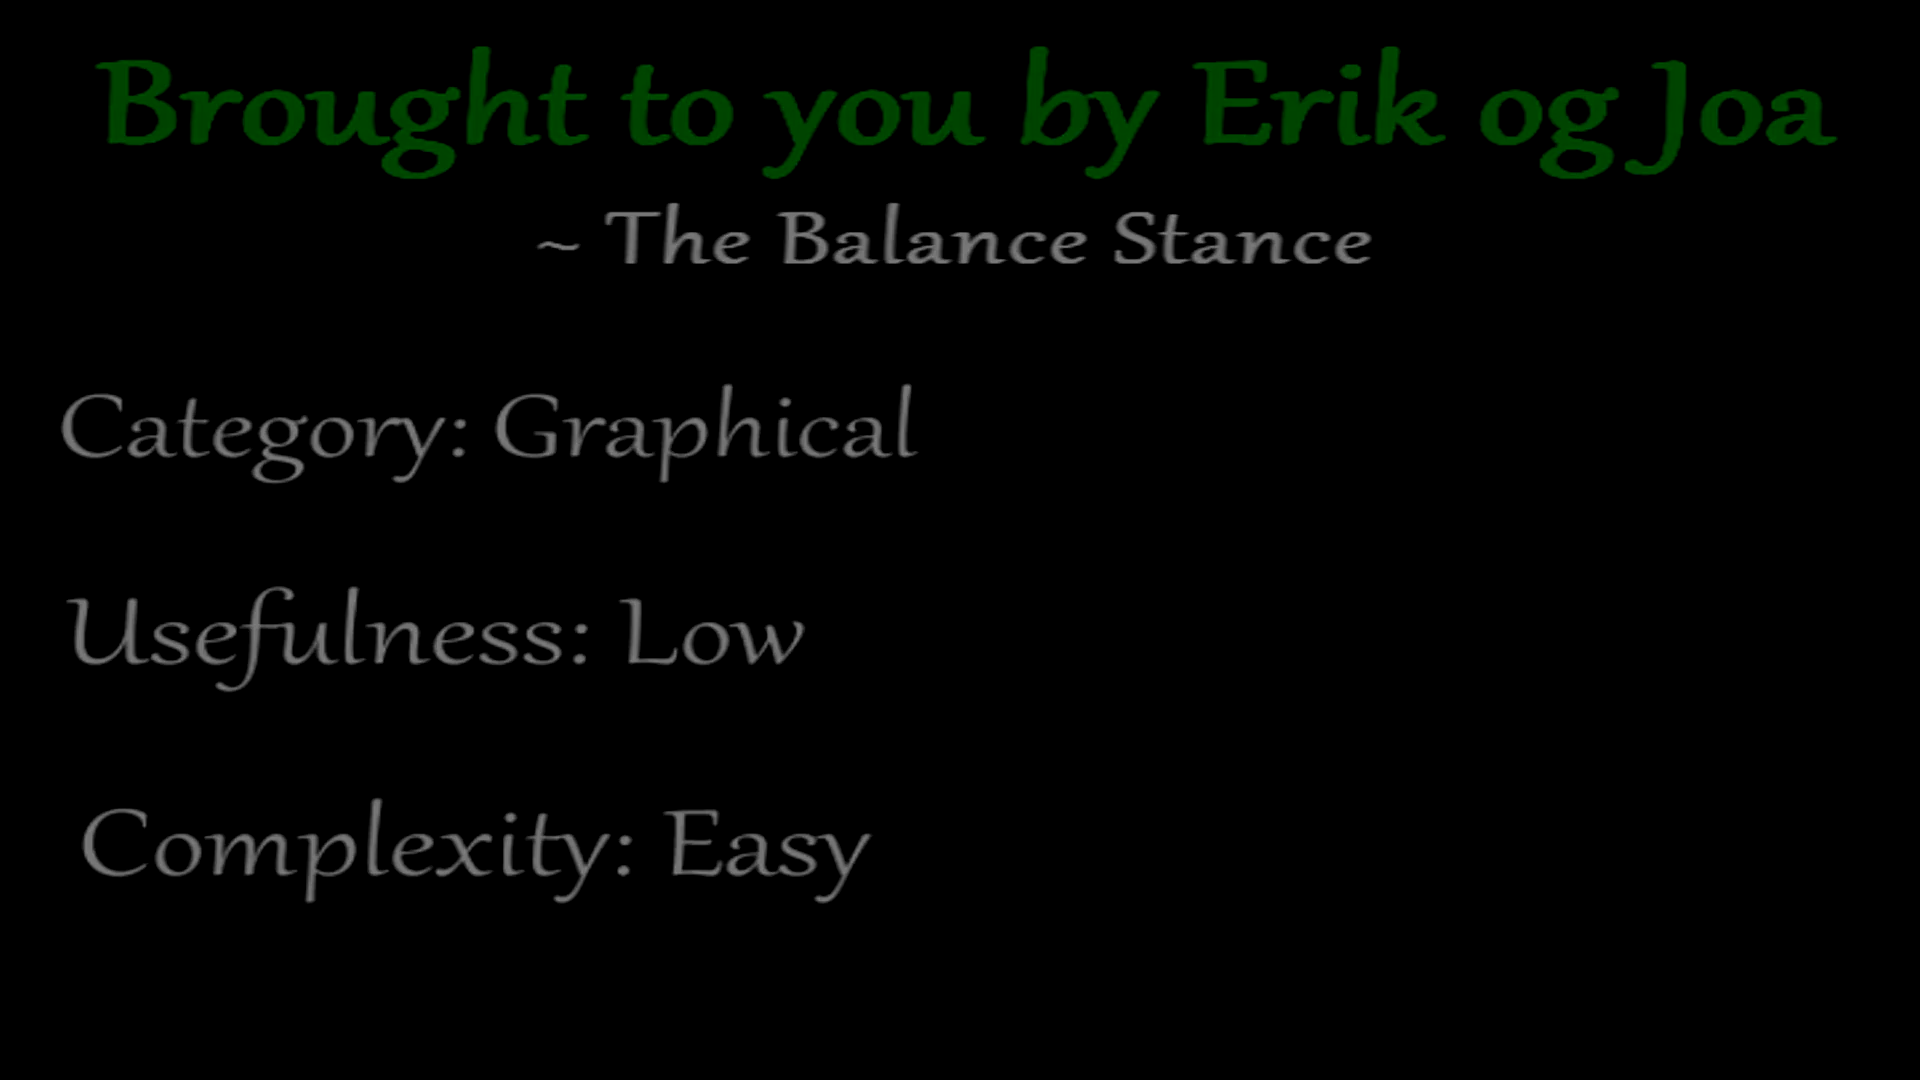 Brought to you by Erik og Joa
~ The Balance Stance
Category: Graphical
Usefulness: Low
Complexity: Easy